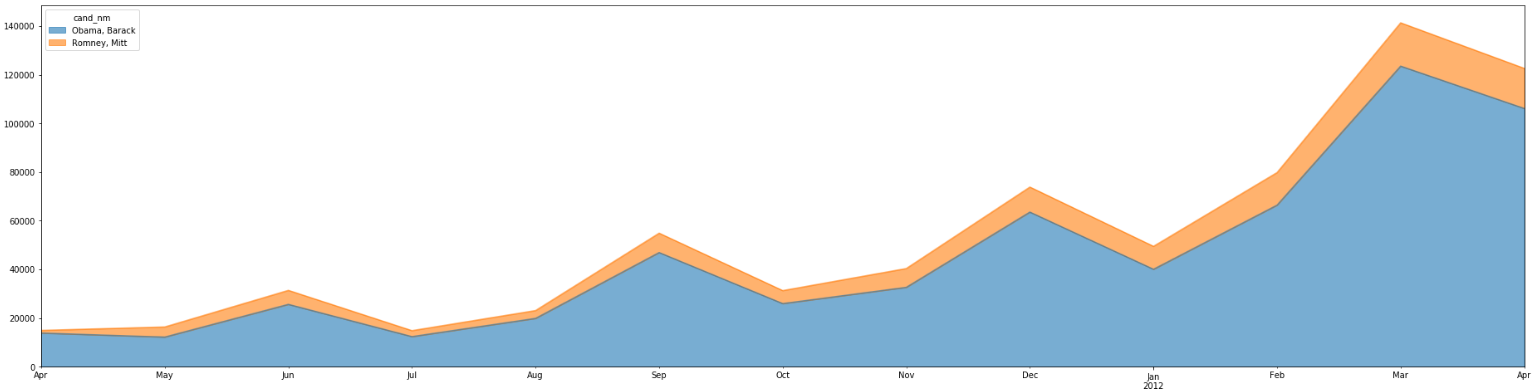 cand_nm
Obama, Barack
Romney, Mitt
140000
120000
100000
80000
60000
40000
20000
0
Apr May Jun Jul Aug Sep Oct Nov Dec Jan Feb Mar Apr
2012